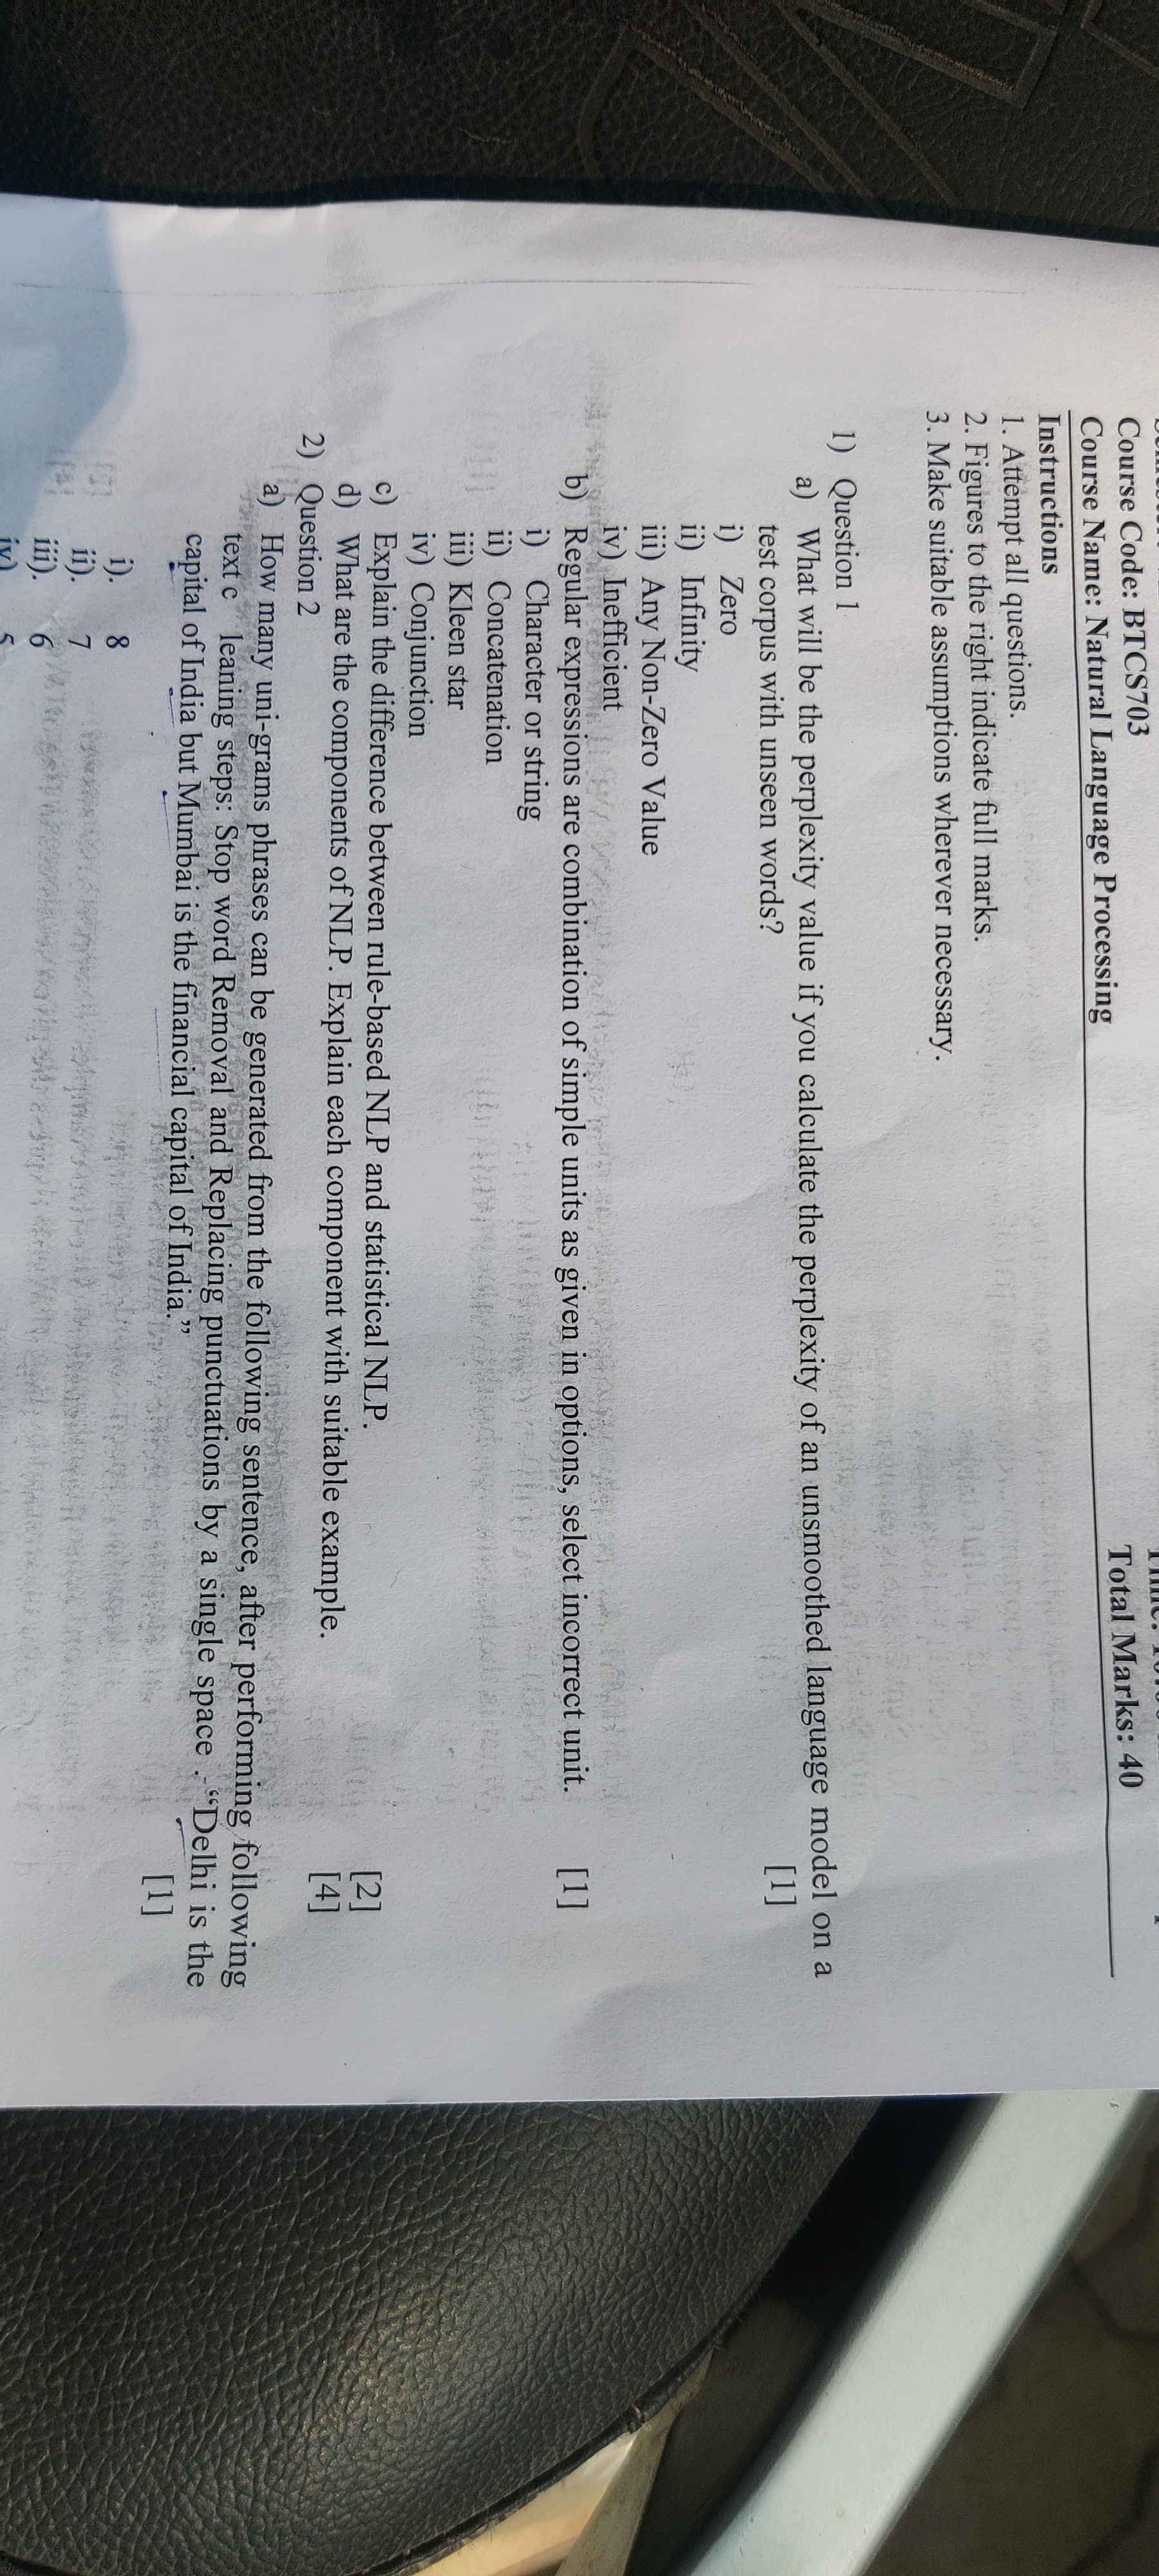 Course Code: BTCS703
Total Marks: 40
Course Name: Natural Language Processing
Instructions
1. Attempt all questions.
2. Figures to the right indicate full marks.
3. Make suitable assumptions wherever necessary.
1) Question 1
a) What will be the perplexity value if you calculate the perplexity of an unsmoothed language model on a
test corpus with unseen words? [1]
i) Zero
ii) Infinity
iii) Any Non-Zero Value
iv) Inefficient
b) Regular expressions are combination of simple units as given in options, select incorrect unit. [1]
i) Character or string
ii) Concatenation
iii) Kleen star
iv) Conjunction
c) Explain the difference between rule-based NLP and statistical NLP. [2]
d) What are the components of NLP. Explain each component with suitable example. [4]
2) Question 2
a) How many uni-grams phrases can be generated from the following sentence, after performing following
text c leaning steps: Stop word Removal and Replacing punctuations by a single space . “Delhi is the
capital of India but Mumbai is the financial capital of India.” [1]
i). 8
ii). 7
iii). 6
iv) 5